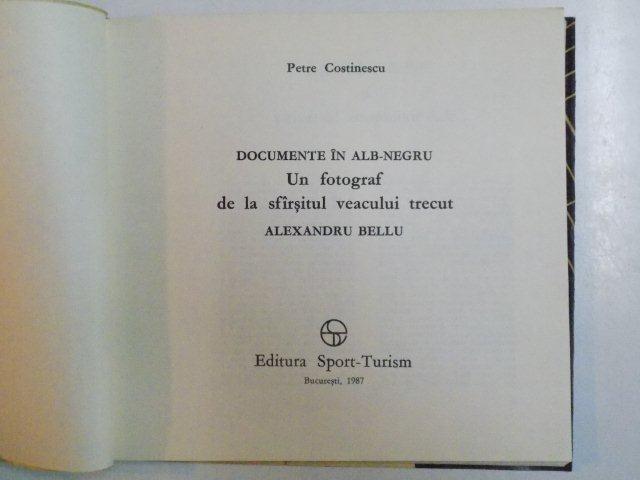 Petre Costinescu
DOCUMENTE ÎN ALB-NEGRU
Un fotograf
de la sfîrşitul veacului trecut
ALEXANDRU BELLU
Editura Sport-Turism
Bucureşti, 1987